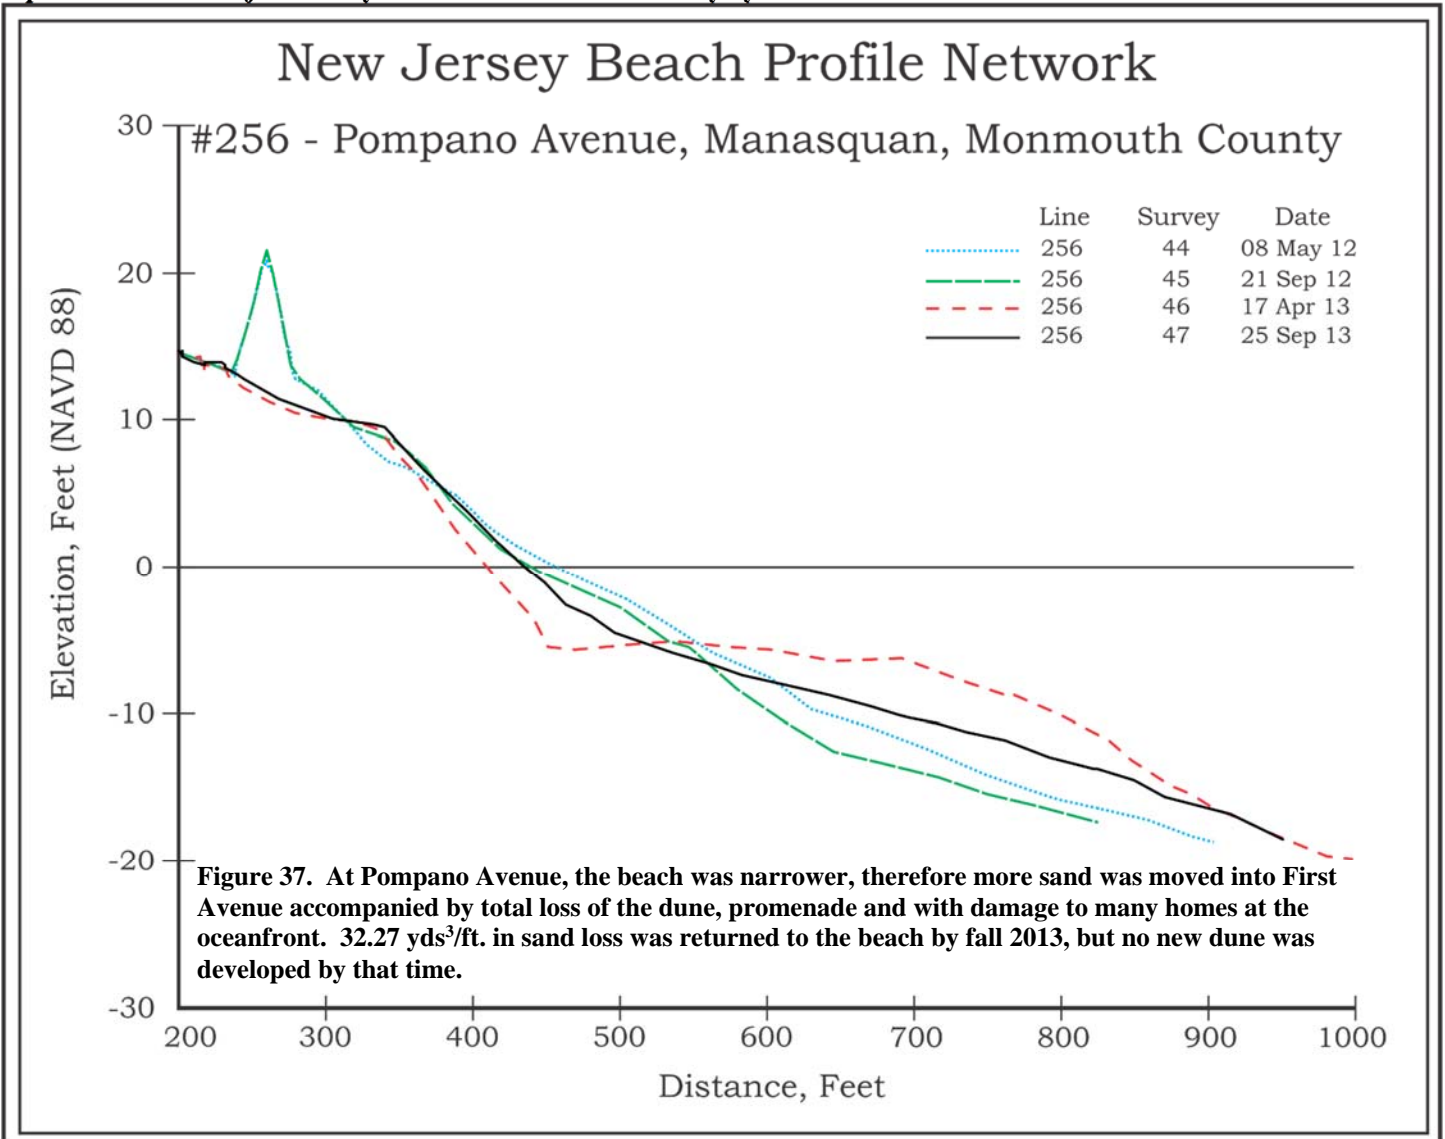 New Jersey Beach Profile Network
#256 - Pompano Avenue, Manasquan, Monmouth County
Line Survey Date
256 44 08 May 12
256 45 21 Sep 12
256 46 17 Apr 13
256 47 25 Sep 13
Elevation, Feet (NAVD 88)
30
20
10
0
-10
-20
-30
Figure 37. At Pompano Avenue, the beach was narrower, therefore more sand was moved into First
Avenue accompanied by total loss of the dune, promenade and with damage to many homes at the
oceanfront. 32.27 yds³/ft. in sand loss was returned to the beach by fall 2013, but no new dune was
developed by that time.
200 300 400 500 600 700 800 900 1000
Distance, Feet